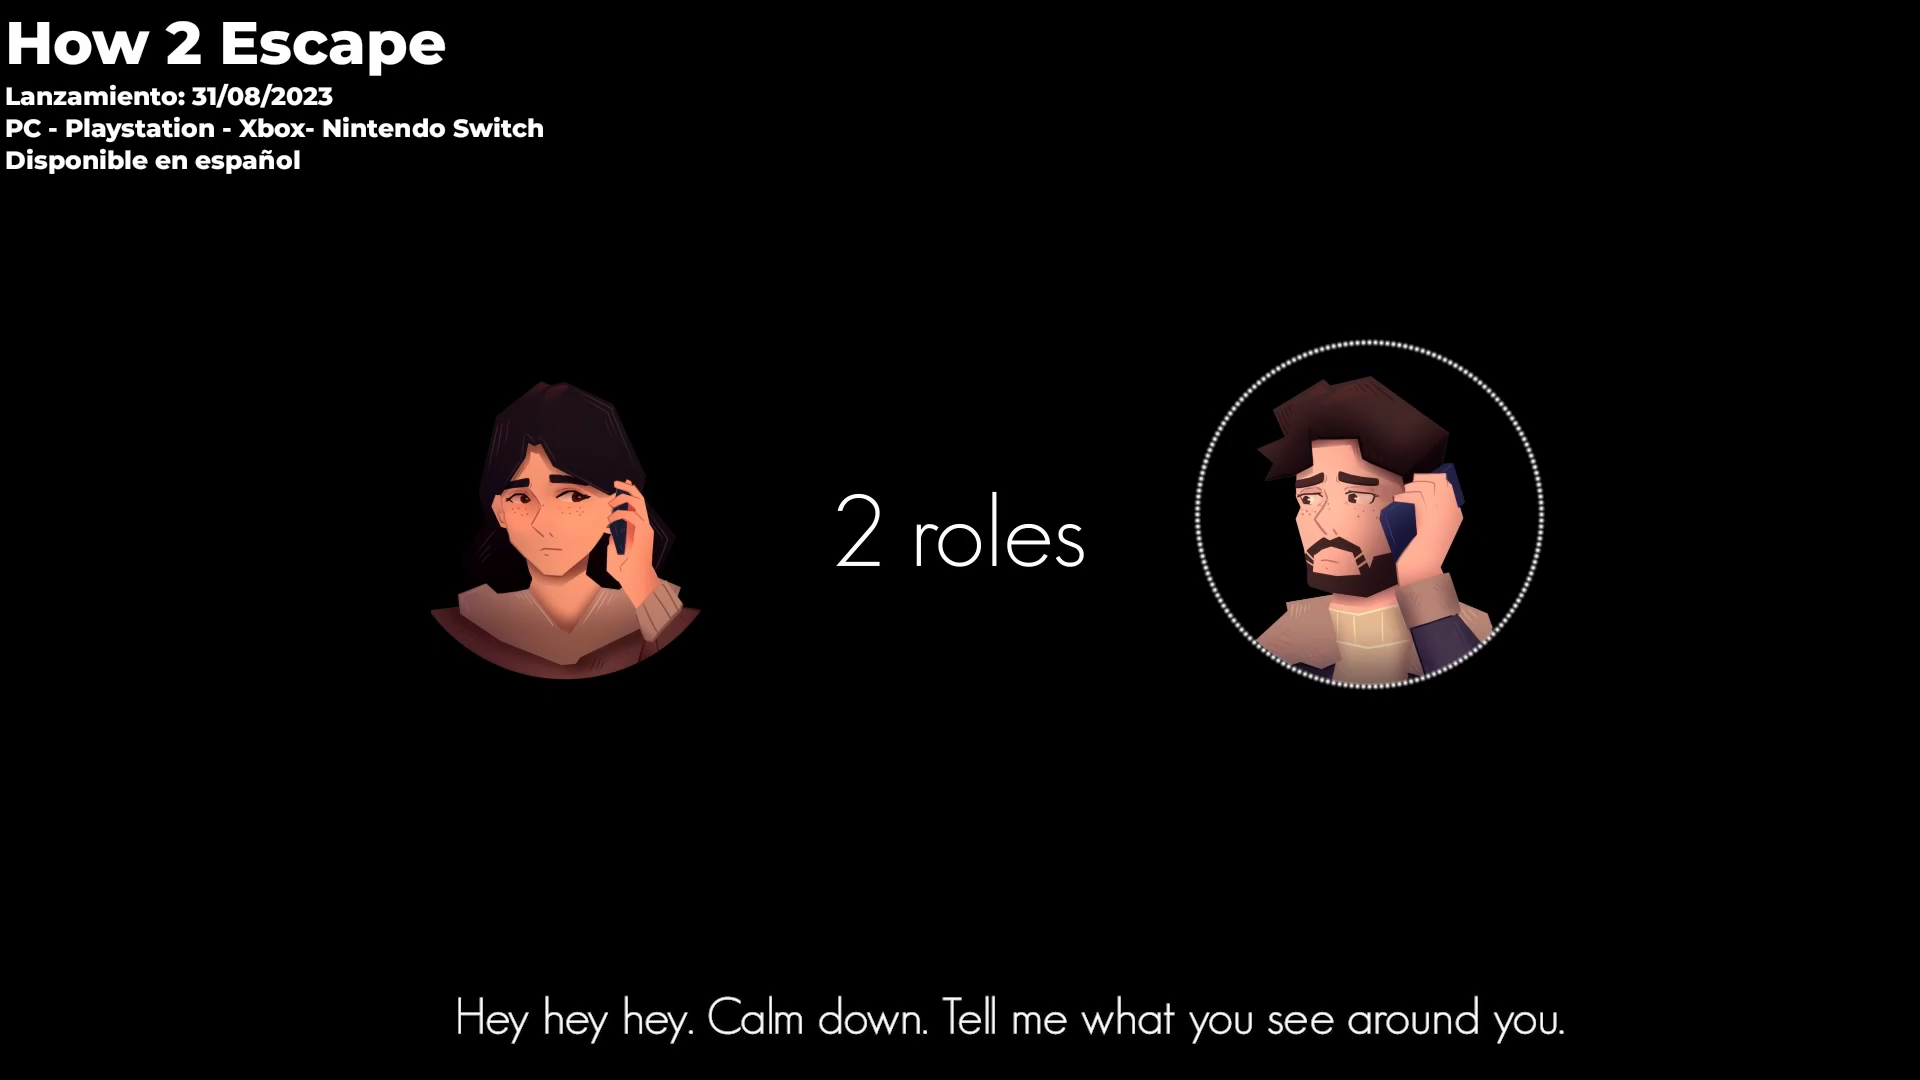 How 2 Escape
Lanzamiento: 31/08/2023
PC - Playstation - Xbox- Nintendo Switch
Disponible en español
2 roles
Hey hey hey. Calm down. Tell me what you see around you.